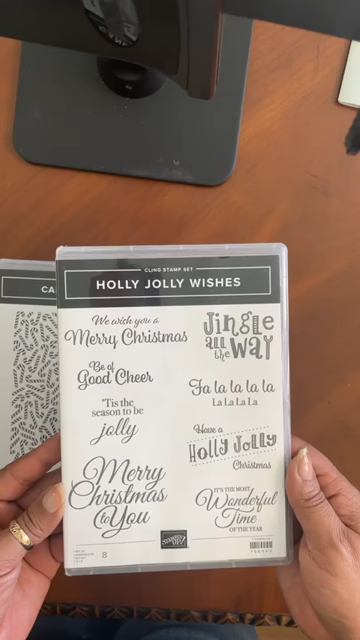 CLING STAMP SET
HOLLY JOLLY WISHES
CA
We wish you a
Merry Christmas
Jingle
all the
WAY
Be of
Good Cheer
Fa la la la la
La La La La
'Tis the
season to be
jolly
Have a
HOLLY JOLLY
Christmas
Merry
Christmas
to You
IT'S THE MOST
Wonderful
Time
OF THE YEAR
8
STAMPIN' UP!